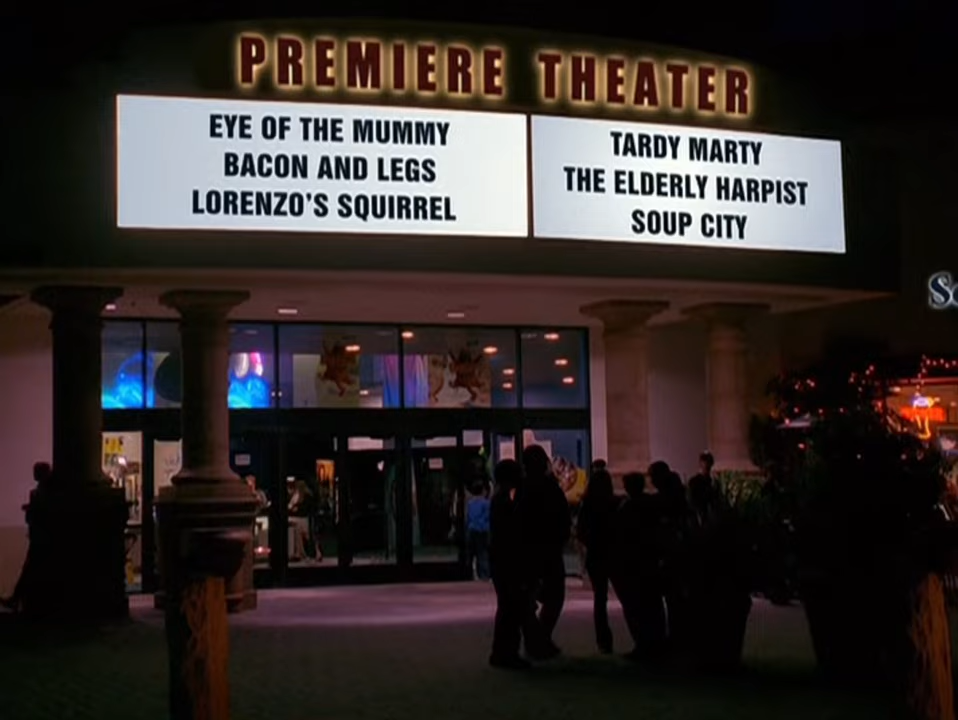 PREMIERE THEATER
EYE OF THE MUMMY
BACON AND LEGS
LORENZO'S SQUIRREL
TARDY MARTY
THE ELDERLY HARPIST
SOUP CITY